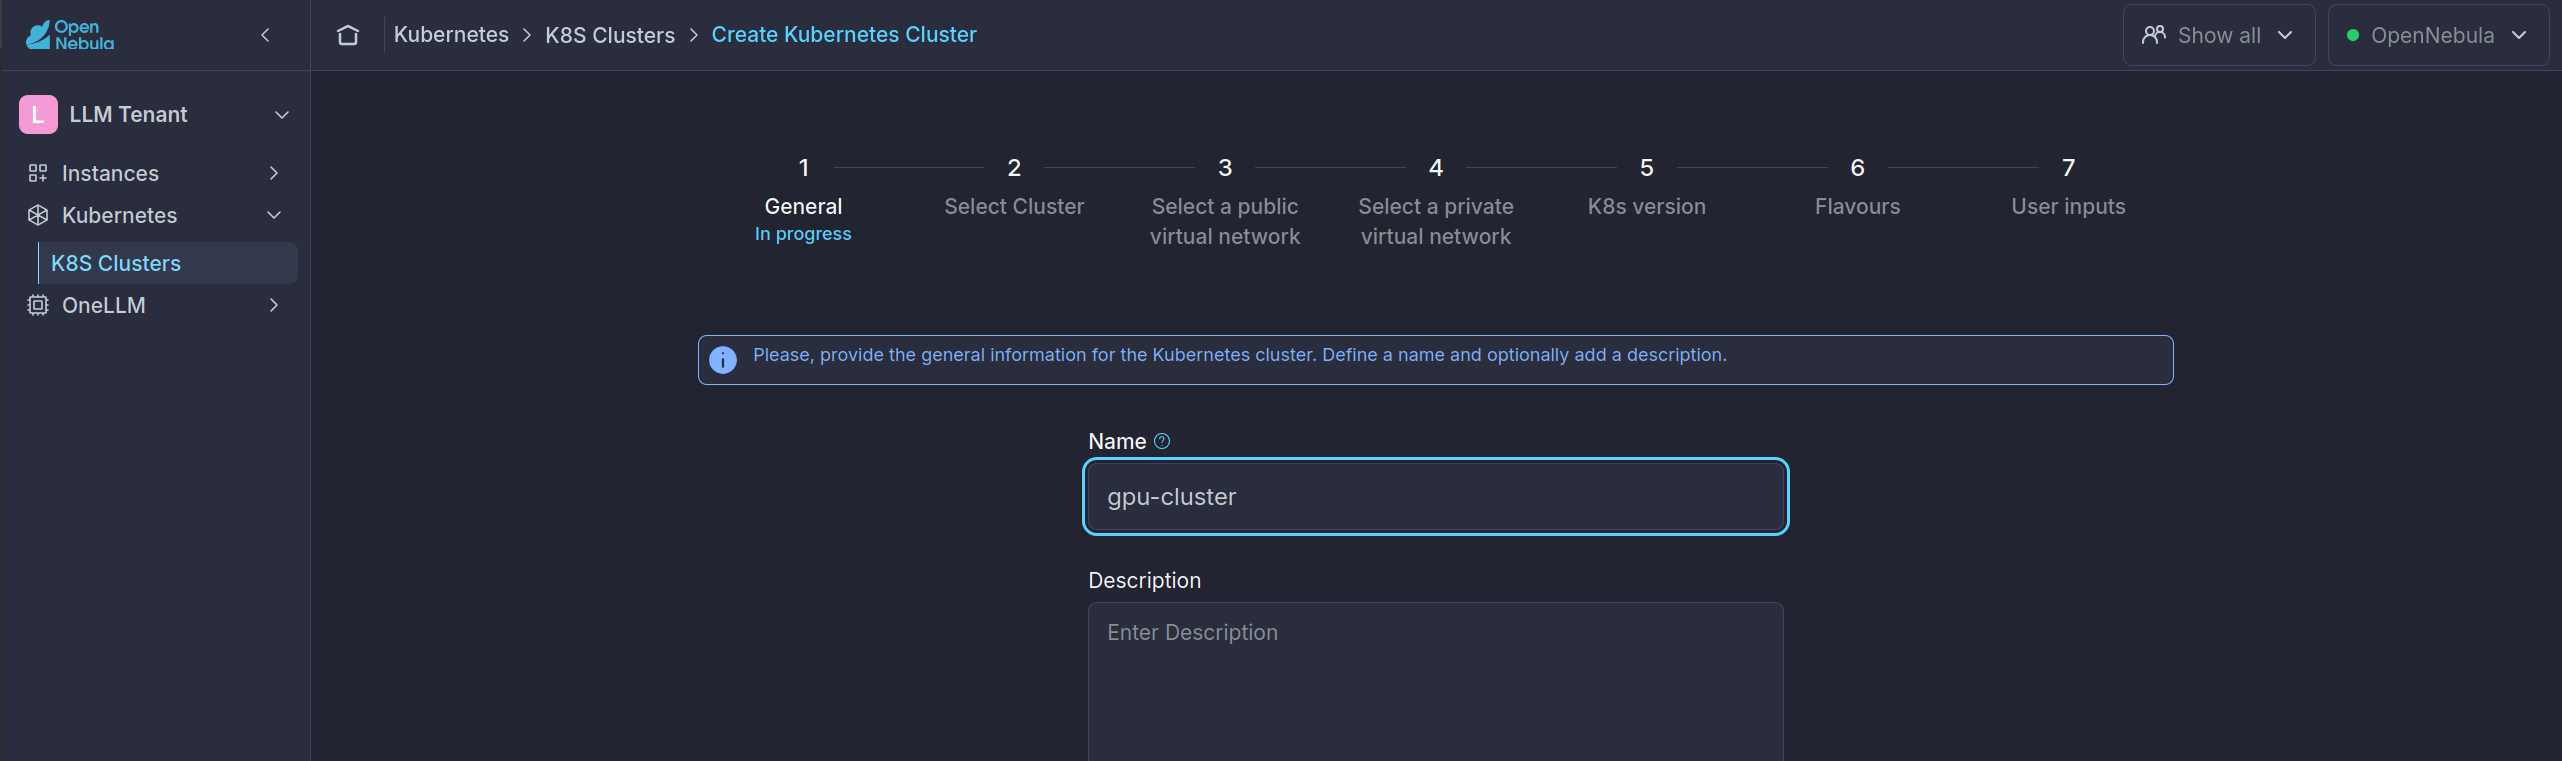 Open
Nebula
Kubernetes > K8S Clusters > Create Kubernetes Cluster
Show all
OpenNebula
L LLM Tenant
Instances
Kubernetes
K8S Clusters
OneLLM
1 2 3 4 5 6 7
General
In progress
Select Cluster
Select a public
virtual network
Select a private
virtual network
K8s version
Flavours
User inputs
Please, provide the general information for the Kubernetes cluster. Define a name and optionally add a description.
Name
gpu-cluster
Description
Enter Description